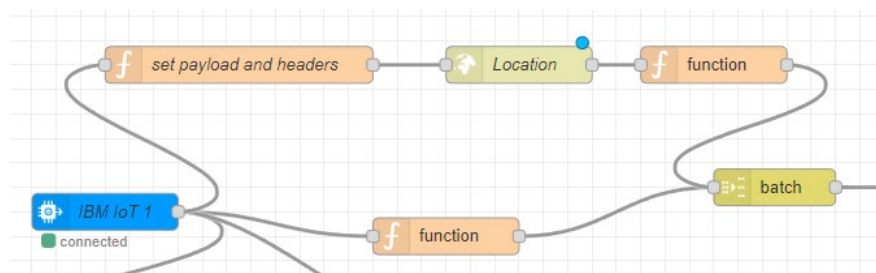 set payload and headers
Location
function
batch
IBM IoT 1
connected
function